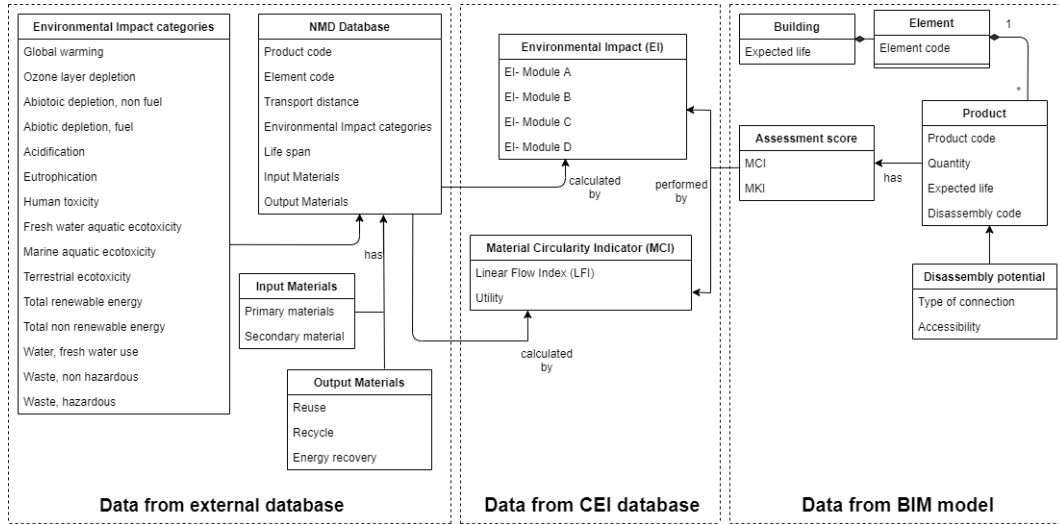 Environmental Impact categories
Global warming
Ozone layer depletion
Abiotoic depletion, non fuel
Abiotic depletion, fuel
Acidification
Eutrophication
Human toxicity
Fresh water aquatic ecotoxicity
Marine aquatic ecotoxicity
Terrestrial ecotoxicity
Total renewable energy
Total non renewable energy
Water, fresh water use
Waste, non hazardous
Waste, hazardous
NMD Database
Product code
Element code
Transport distance
Environmental Impact categories
Life span
Input Materials
Output Materials
has
Input Materials
Primary materials
Secondary material
Output Materials
Reuse
Recycle
Energy recovery
Data from external database
Environmental Impact (EI)
EI- Module A
EI- Module B
EI- Module C
EI- Module D
calculated
by
performed
by
Material Circularity Indicator (MCI)
Linear Flow Index (LFI)
Utility
calculated
by
Data from CEI database
Building
Expected life
Element
Element code
1
*
Assessment score
MCI
MKI
has
Product
Product code
Quantity
Expected life
Disassembly code
Disassembly potential
Type of connection
Accessibility
Data from BIM model